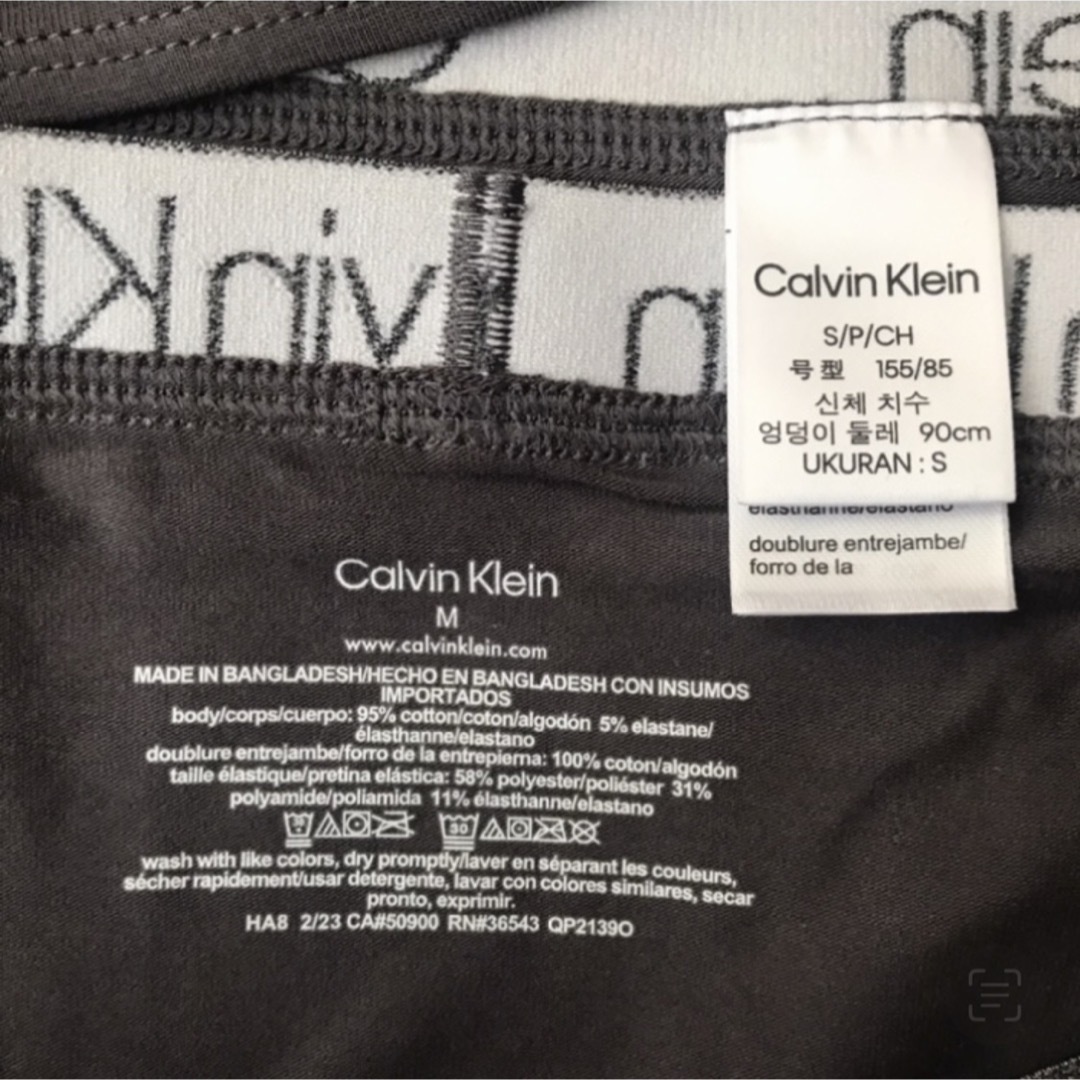 Calvin Klein
S/P/CH
号型 155/85
신체 치수
엉덩이 둘레 90cm
UKURAN : S
doublure entrejambe/
forro de la
Calvin Klein
M
www.calvinklein.com
MADE IN BANGLADESH/HECHO EN BANGLADESH CON INSUMOS
IMPORTADOS
body/corps/cuerpo: 95% cotton/coton/algodón 5% elastane/
élasthanne/elastano
doublure entrejambe/forro de la entrepierna: 100% coton/algodón
taille élastique/pretina elástica: 58% polyester/poliéster 31%
polyamide/poliamida 11% élasthanne/elastano
30
wash with like colors, dry promptly/laver en séparant les couleurs,
sécher rapidement/usar detergente, lavar con colores similares, secar
pronto, exprimir.
HA8 2/23 CA#50900 RN#36543 QP2139O